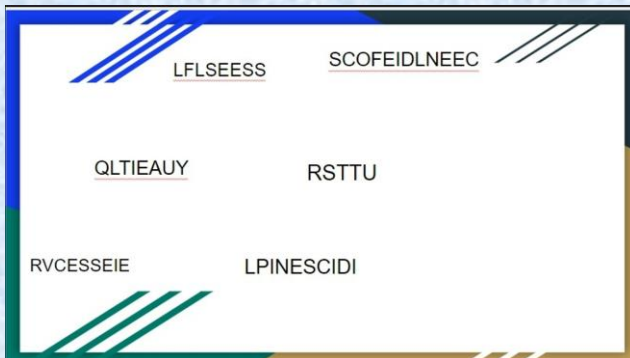 LFLSEESS
SCOFEIDLNEEC
QLTIEAUY
RSTTU
RVCESSEIE
LPINESCIDI